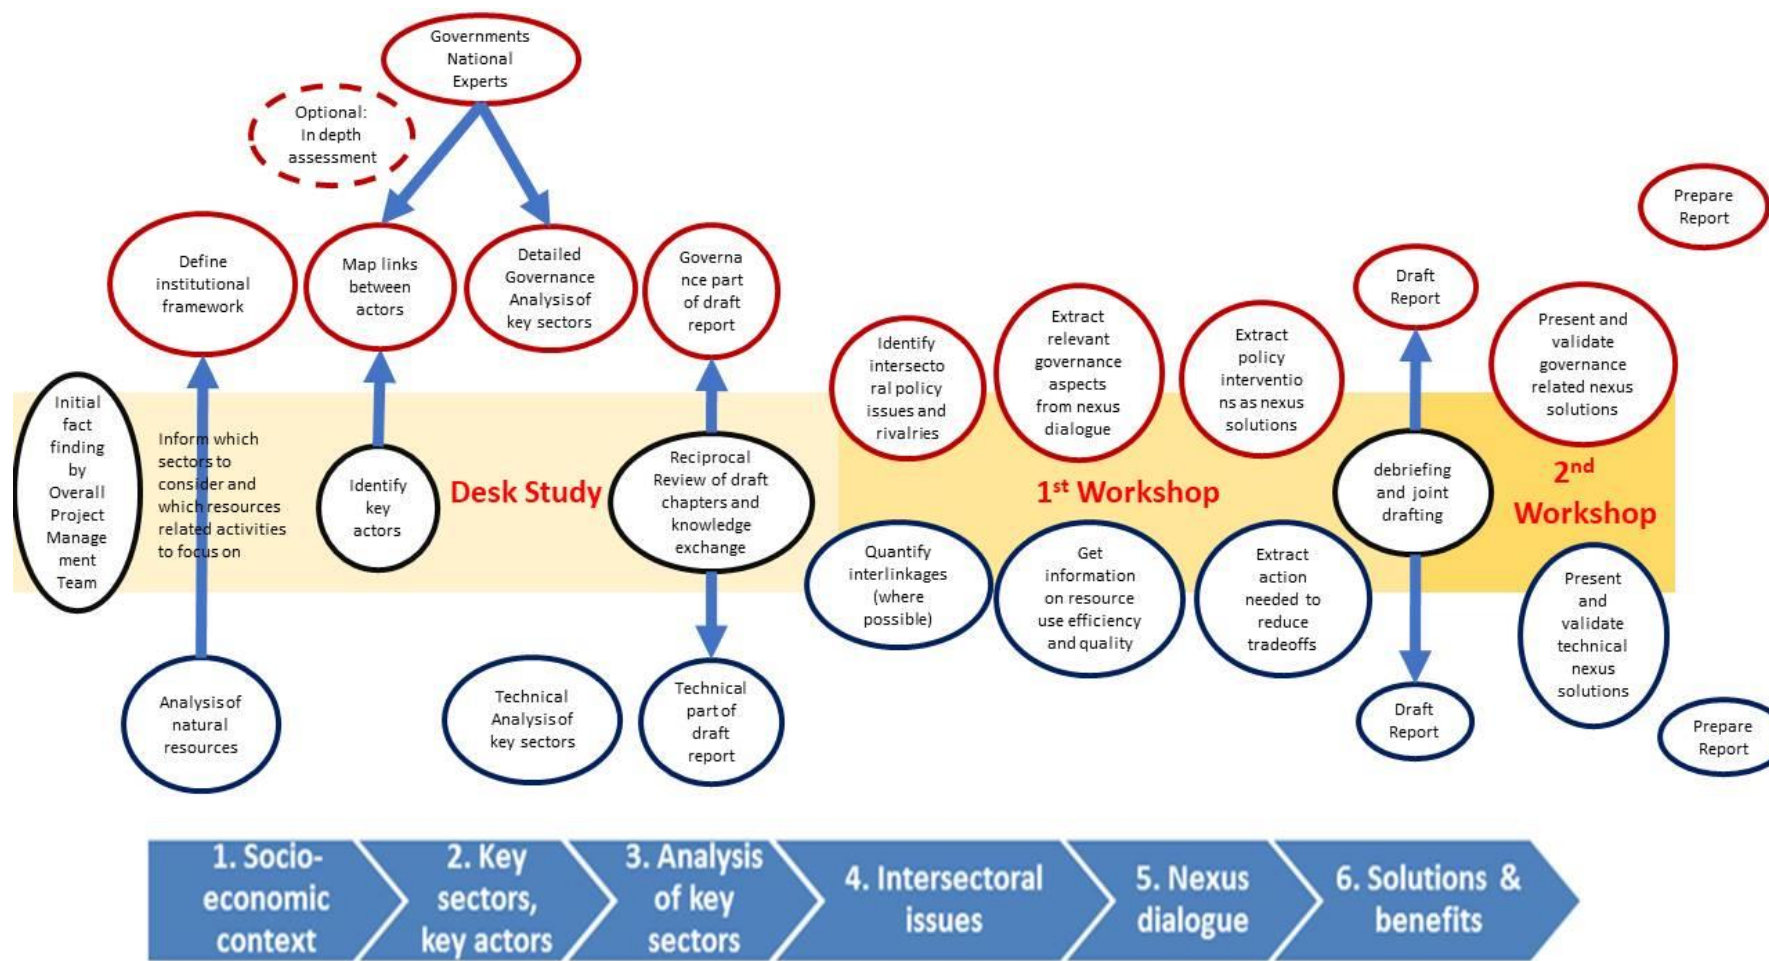 Governments
National
Experts
Optional:
In depth
assessment
Prepare
Report
Define
institutional
framework
Map links
between
actors
Detailed
Governance
Analysis of
key sectors
Governa
nce part
of draft
report
Identify
intersecto
ral policy
issues and
rivalries
Extract
relevant
governance
aspects
from nexus
dialogue
Extract
policy
interventio
ns as nexus
solutions
Draft
Report
Present and
validate
governance
related nexus
solutions
Initial
fact
finding
by
Overall
Project
Manage
ment
Team
Inform which
sectors to
consider and
which resources
related activities
to focus on
Identify
key
actors
Desk Study
Reciprocal
Review of draft
chapters and
knowledge
exchange
1st Workshop
debriefing
and joint
drafting
2nd
Workshop
Quantify
interlinkages
(where
possible)
Get
information
on resource
use efficiency
and quality
Extract
action
needed to
reduce
tradeoffs
Present
and
validate
technical
nexus
solutions
Analysis of
natural
resources
Technical
Analysis of
key sectors
Technical
part of
draft
report
Draft
Report
Prepare
Report
1. Socio-
economic
context
2. Key
sectors,
key actors
3. Analysis
of key
sectors
4. Intersectoral
issues
5. Nexus
dialogue
6. Solutions &
benefits